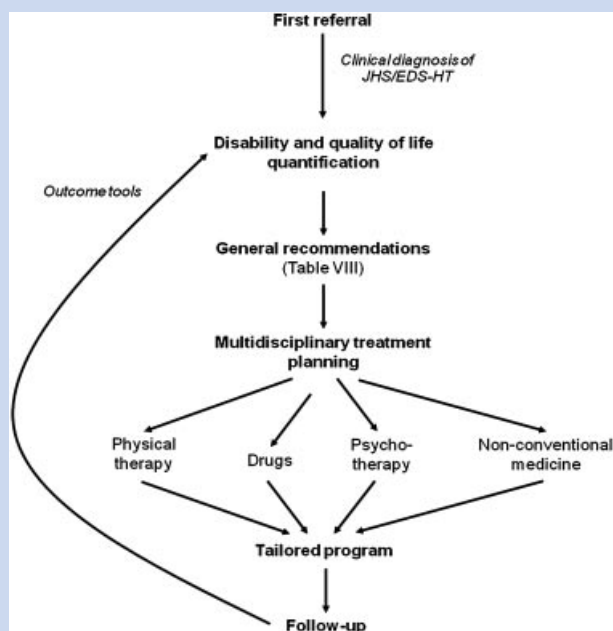 First referral
Clinical diagnosis of
JHS/EDS-HT
Disability and quality of life
quantification
Outcome tools
General recommendations
(Table VIII)
Multidisciplinary treatment
planning
Physical
therapy
Drugs
Psycho-
therapy
Non-conventional
medicine
Tailored program
Follow-up